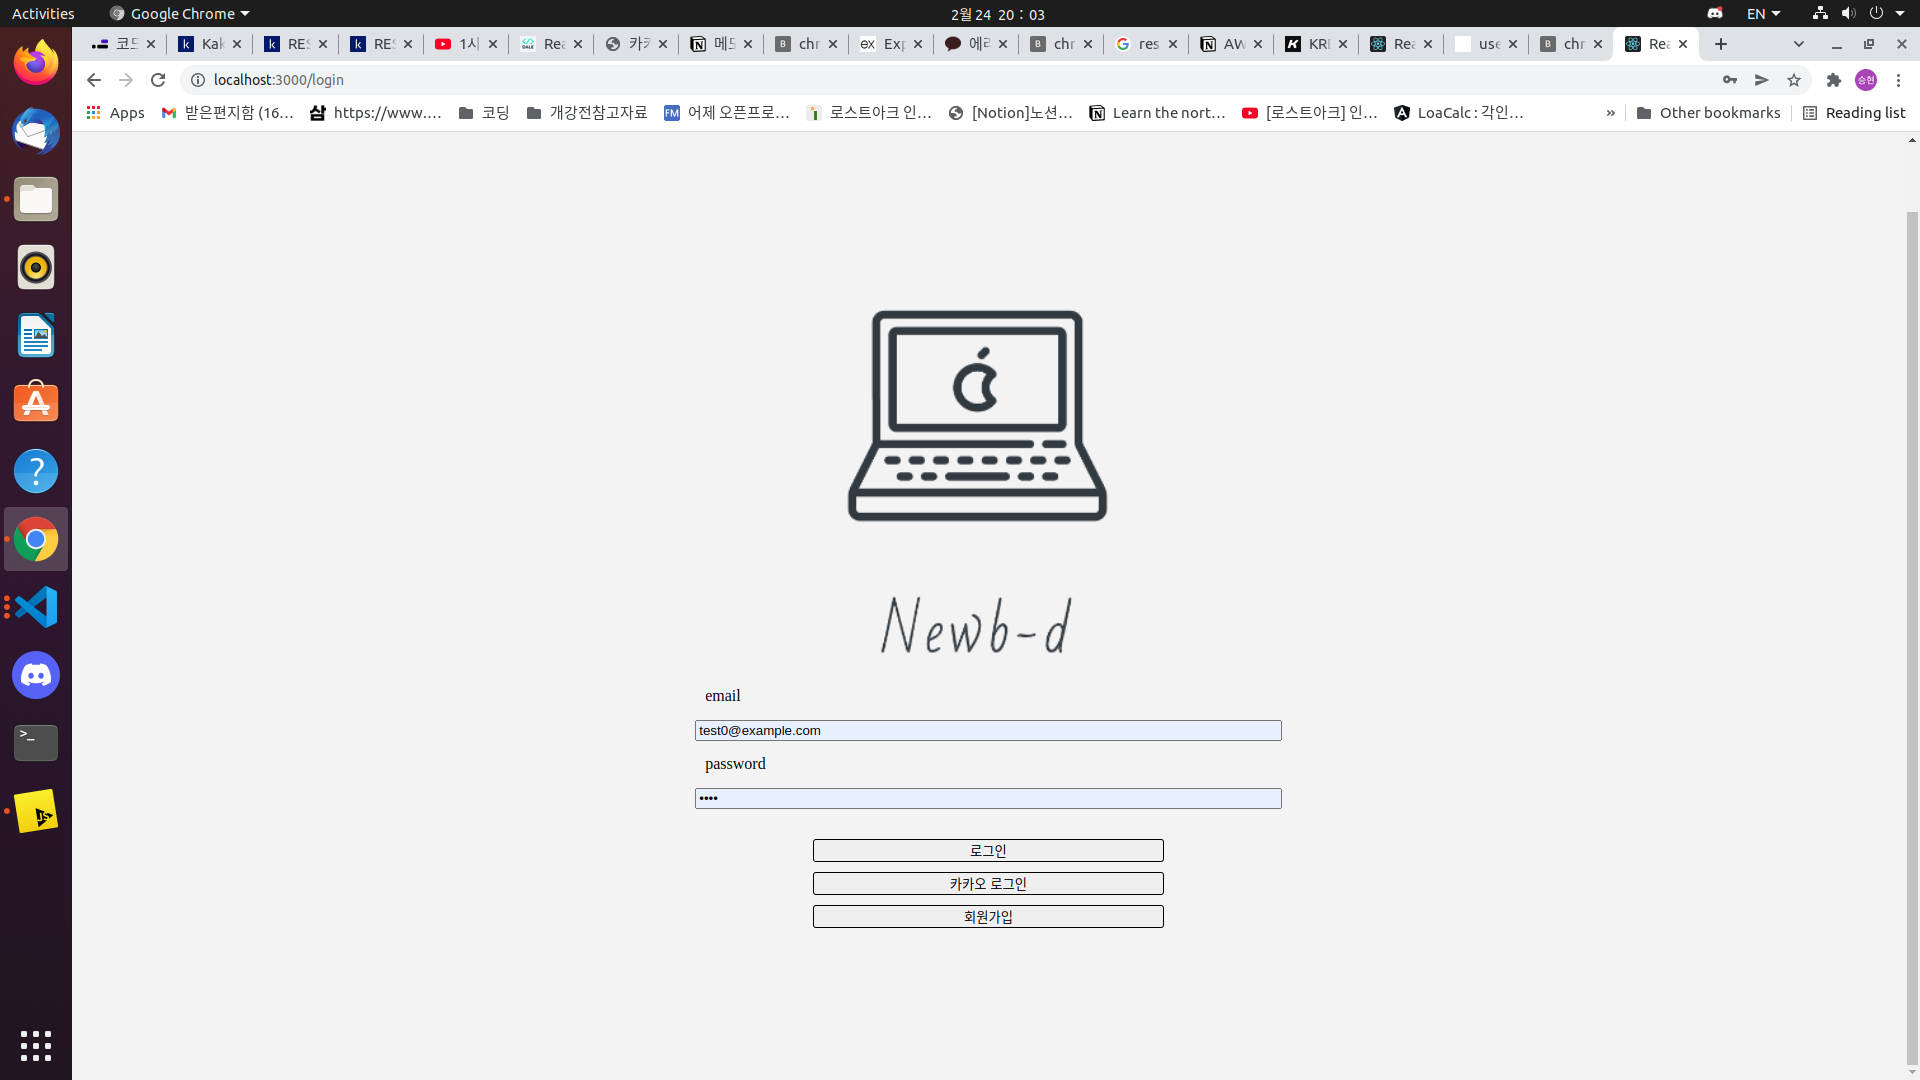 Activities
Google Chrome
2월 24 20 : 03
EN
코드
Kak
RES
RES
1시
Rea
카카
메모
chr
Exp
에러
chr
res
AW
KRE
Rea
use
chr
Rea
localhost:3000/login
승현
Apps
받은편지함 (16...
https://www....
코딩
개강전참고자료
FM
어제 오픈프로...
로스트아크 인...
[Notion]노션...
Learn the nort...
[로스트아크] 인...
LoaCalc : 각인...
»
Other bookmarks
Reading list
Newb-d
email
test0@example.com
password
••••
로그인
카카오 로그인
회원가입